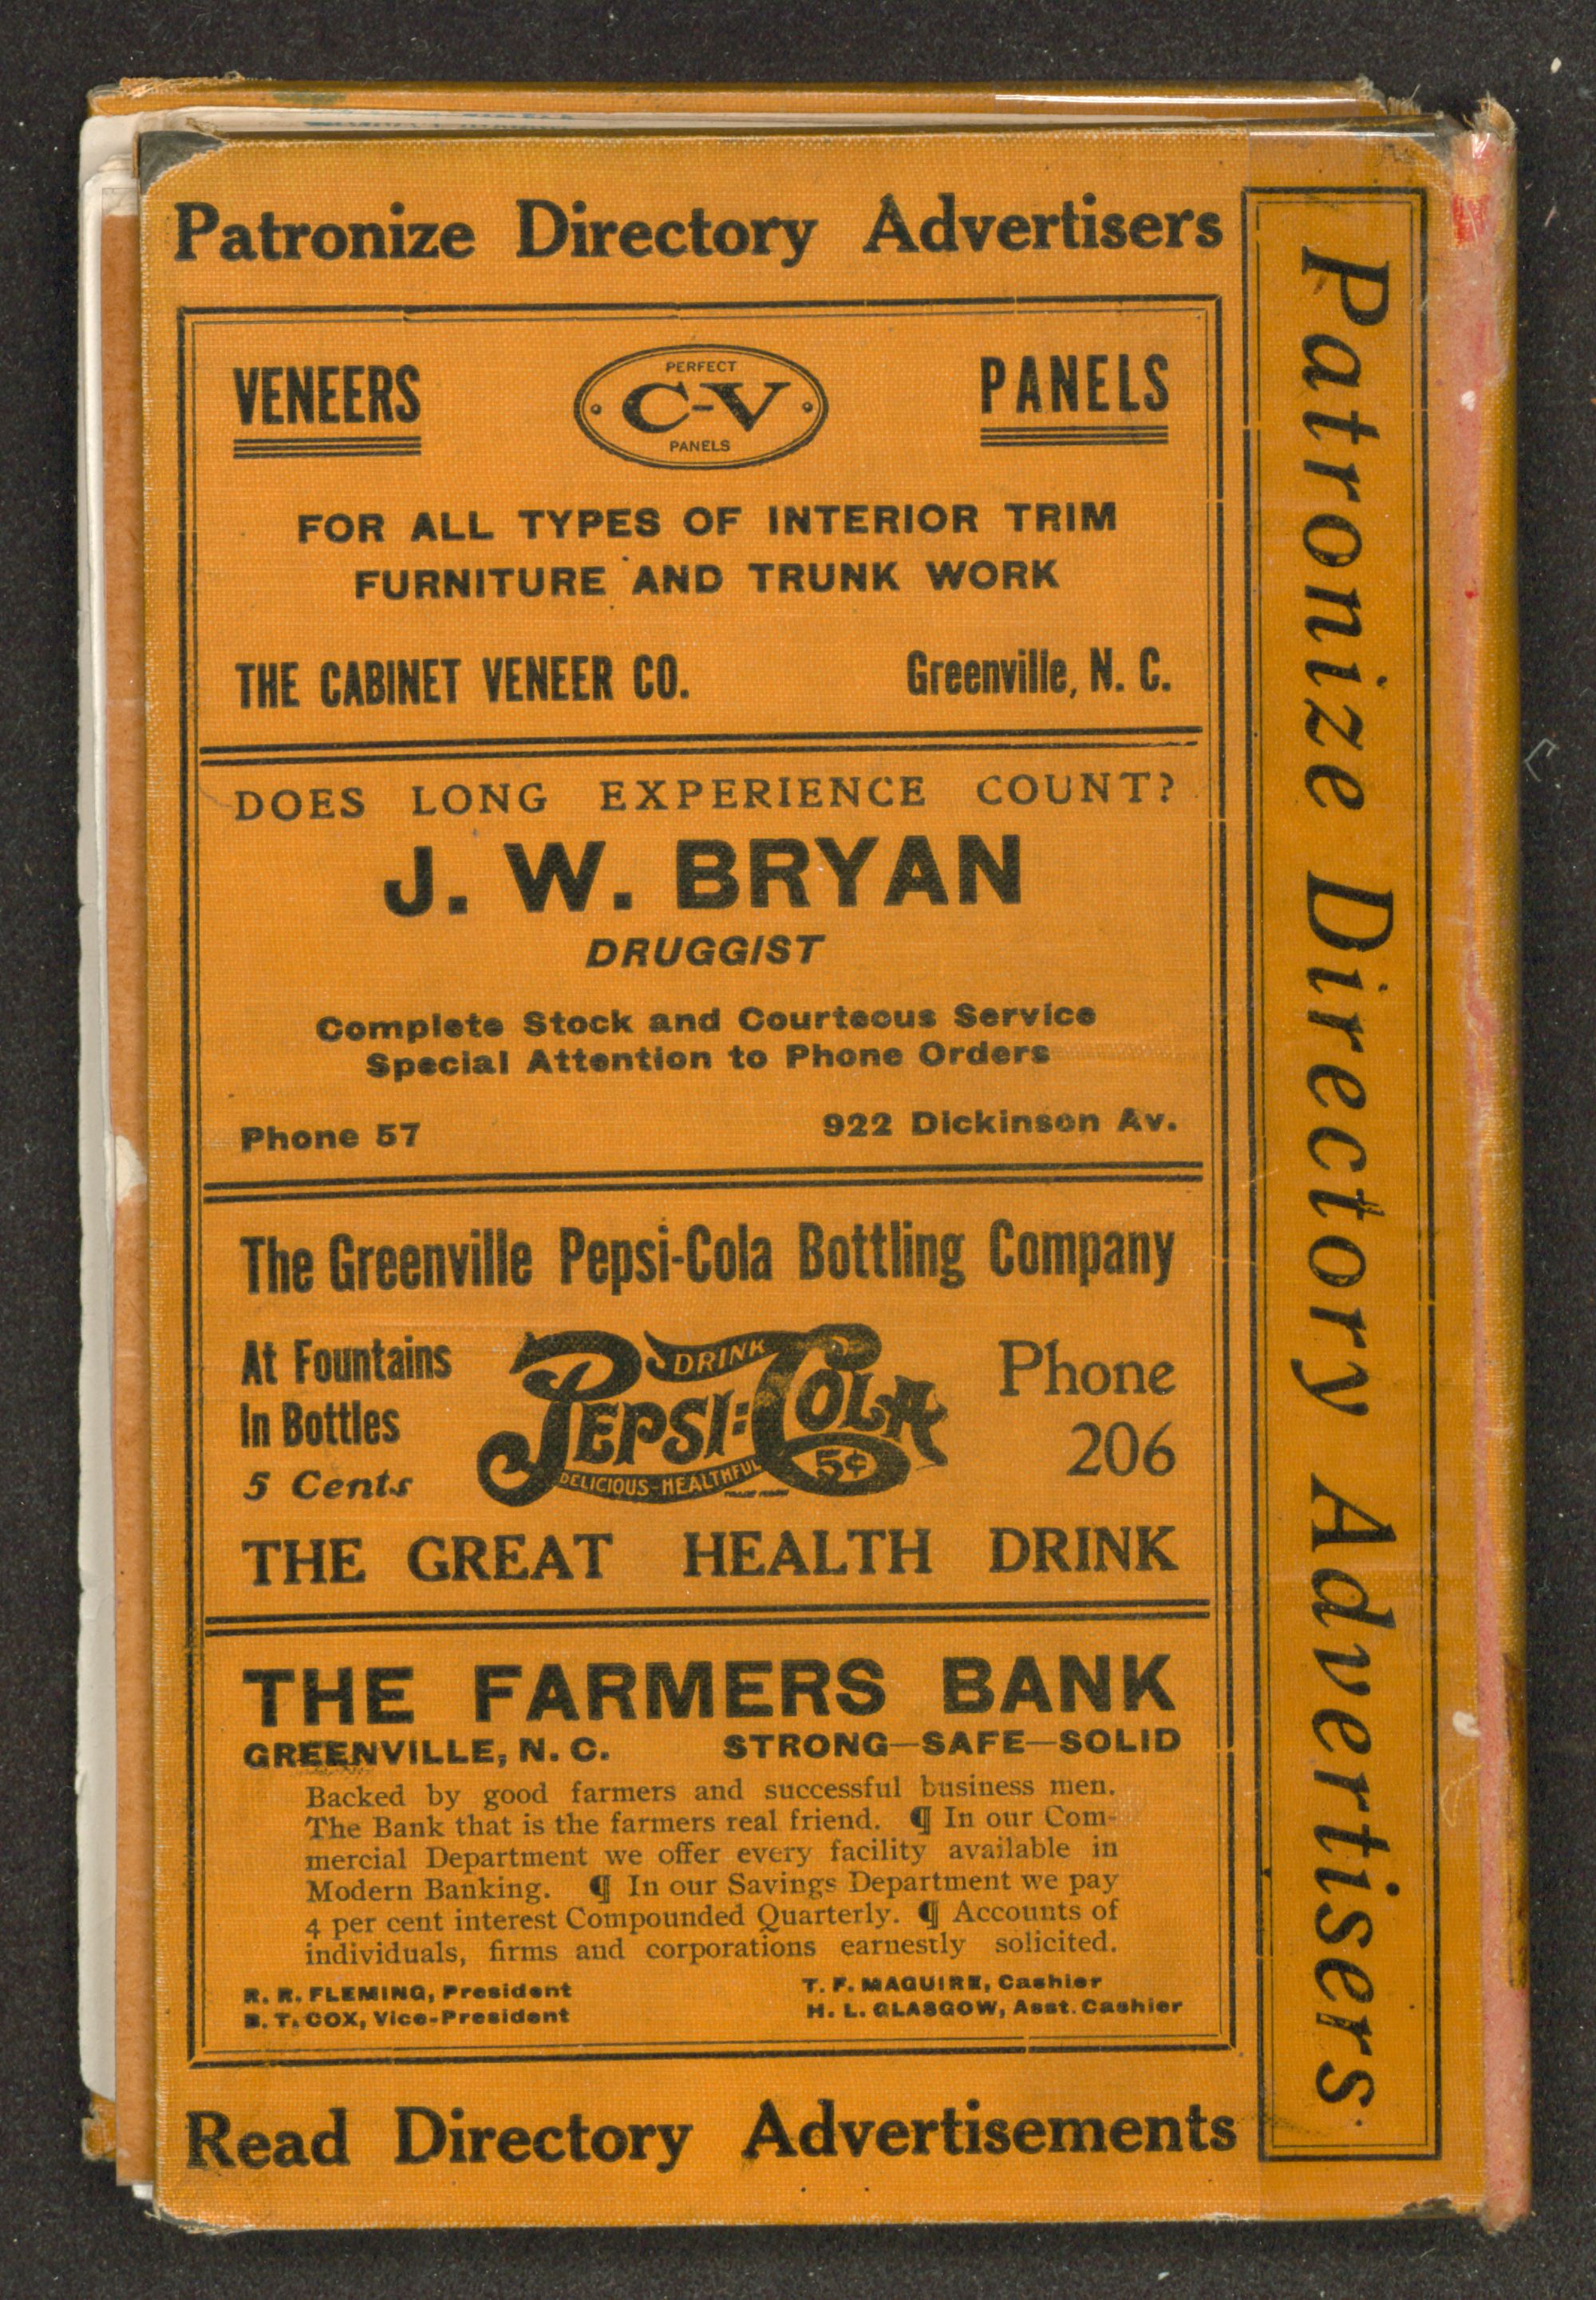 Patronize Directory Advertisers
VENEERS
PERFECT
C-V
PANELS
PANELS
FOR ALL TYPES OF INTERIOR TRIM
FURNITURE AND TRUNK WORK
THE CABINET VENEER CO. Greenville, N. C.
DOES LONG EXPERIENCE COUNT?
J. W. BRYAN
DRUGGIST
Complete Stock and Courteous Service
Special Attention to Phone Orders
Phone 57 922 Dickinson Av.
The Greenville Pepsi-Cola Bottling Company
At Fountains
In Bottles
5 Cents
DRINK
PEPSI:COLA
DELICIOUS-HEALTHFUL
5¢
TRADE MARK
Phone
206
THE GREAT HEALTH DRINK
THE FARMERS BANK
GREENVILLE, N. C. STRONG—SAFE—SOLID
Backed by good farmers and successful business men.
The Bank that is the farmers real friend. ¶ In our Com-
mercial Department we offer every facility available in
Modern Banking. ¶ In our Savings Department we pay
4 per cent interest Compounded Quarterly. ¶ Accounts of
individuals, firms and corporations earnestly solicited.
R. R. FLEMING, President T. F. MAGUIRE, Cashier
B. T. COX, Vice-President H. L. GLASGOW, Asst. Cashier
Read Directory Advertisements
Patronize Directory Advertisers